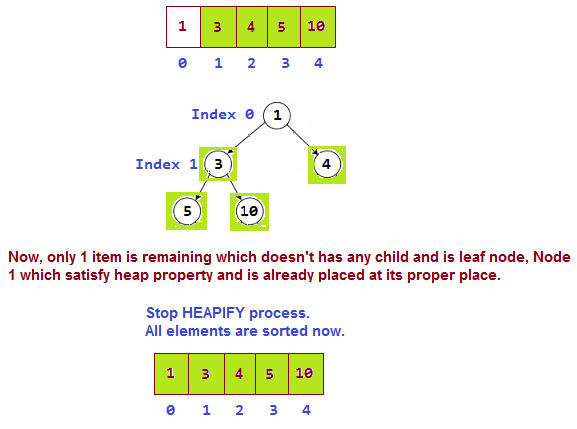 1 3 4 5 10
0 1 2 3 4
Index 0 1
Index 1 3 4
5 10
Now, only 1 item is remaining which doesn't has any child and is leaf node, Node
1 which satisfy heap property and is already placed at its proper place.
Stop HEAPIFY process.
All elements are sorted now.
1 3 4 5 10
0 1 2 3 4